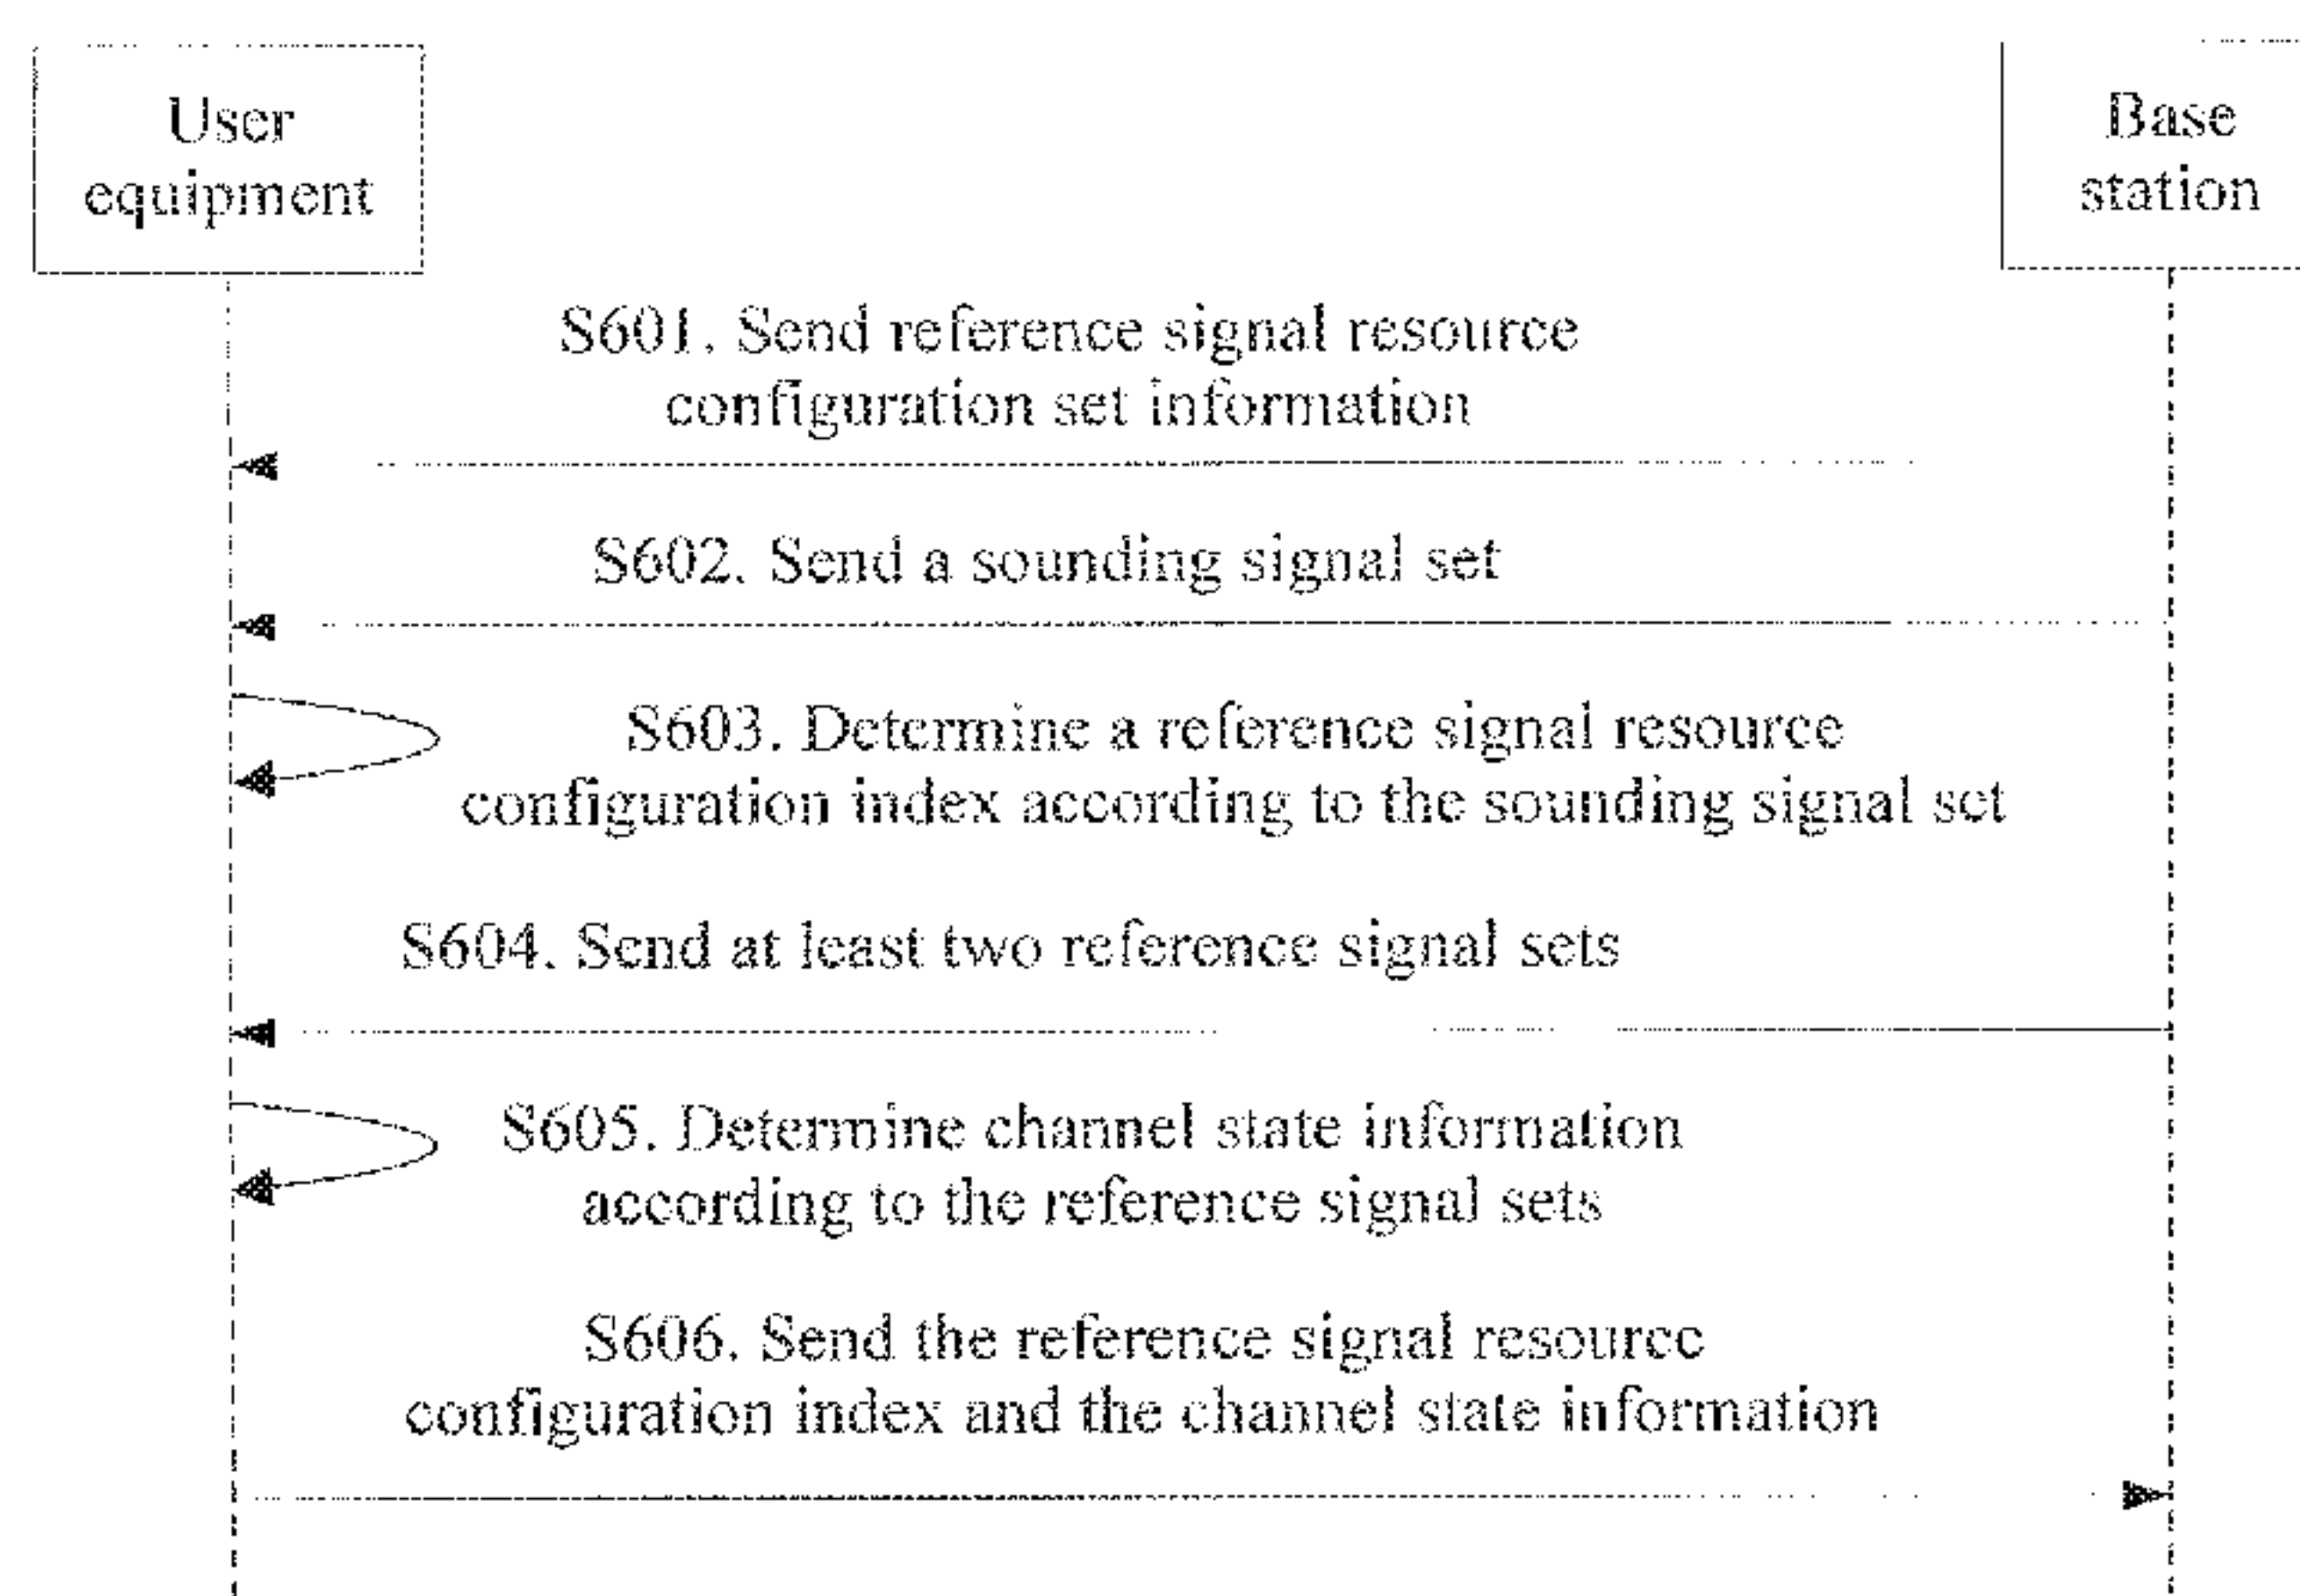 User
equipment
Base
station
S601. Send reference signal resource
configuration set information
S602. Send a sounding signal set
S603. Determine a reference signal resource
configuration index according to the sounding signal set
S604. Send at least two reference signal sets
S605. Determine channel state information
according to the reference signal sets
S606. Send the reference signal resource
configuration index and the channel state information